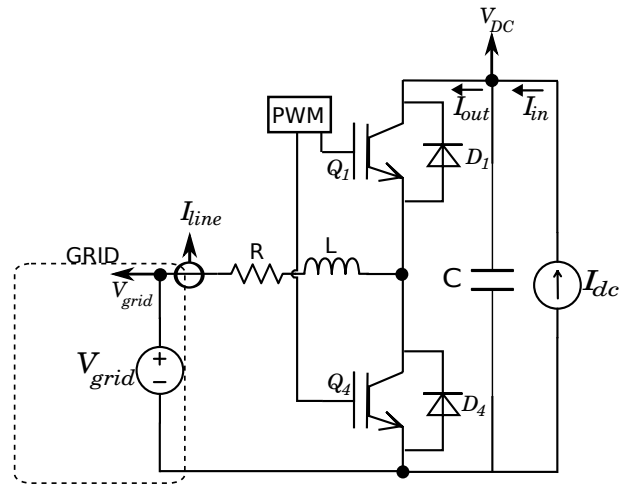 V_DC
I_out
I_in
PWM
Q_1
D_1
I_line
GRID
R
L
V_grid
C
I_dc
V_grid
+
−
Q_4
D_4